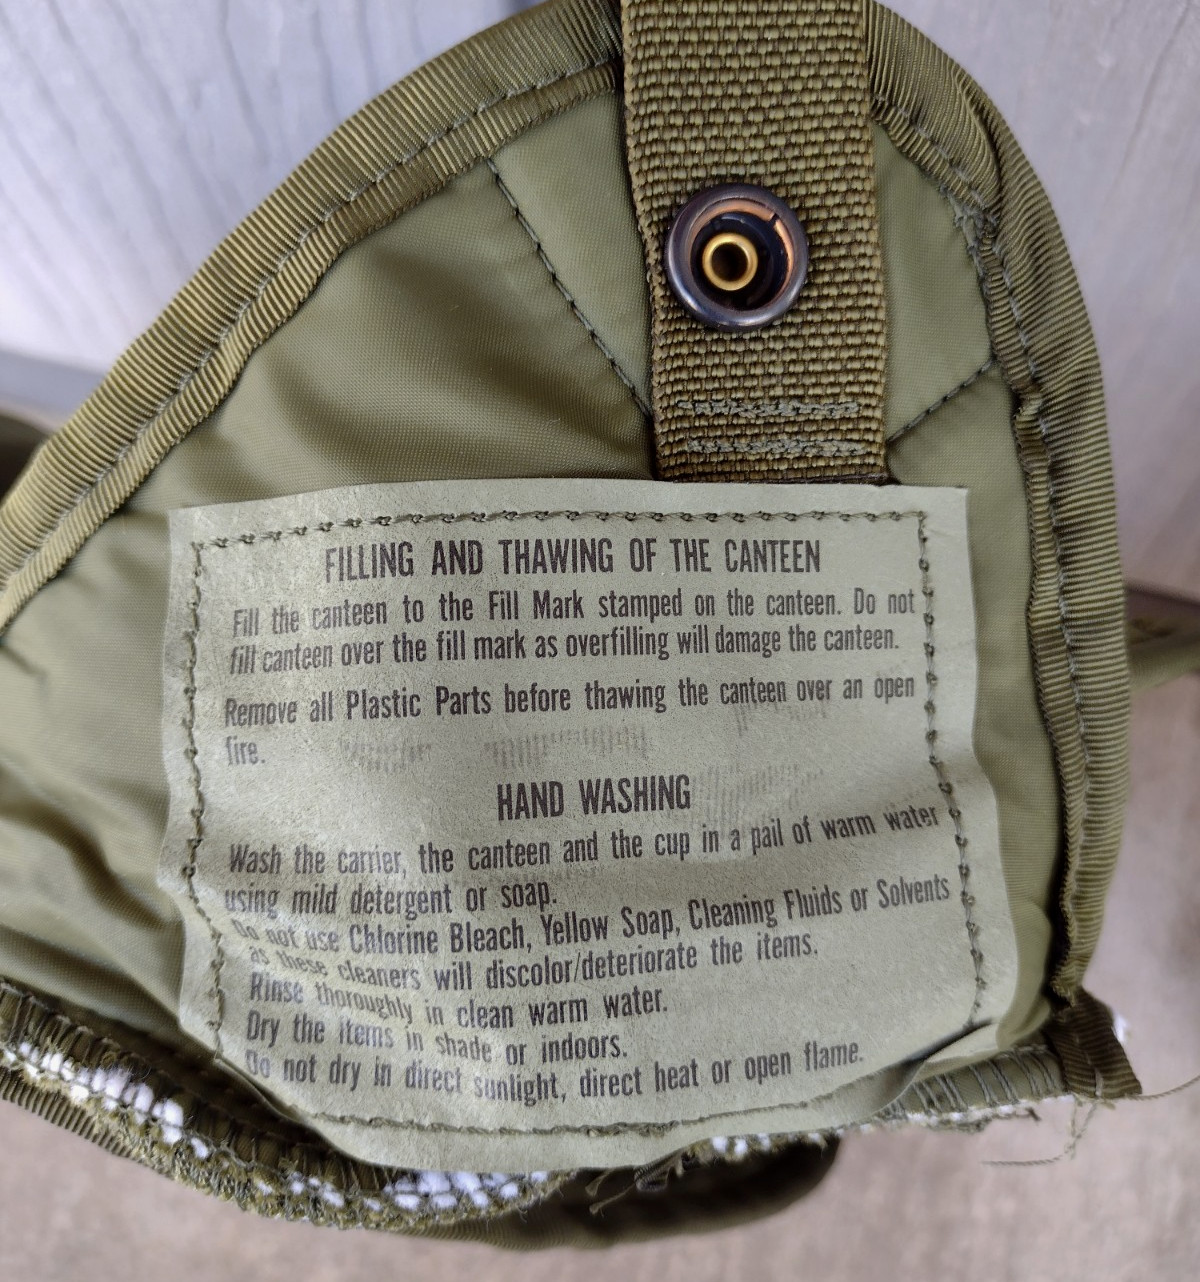 FILLING AND THAWING OF THE CANTEEN
Fill the canteen to the Fill Mark stamped on the canteen. Do not
fill canteen over the fill mark as overfilling will damage the canteen.
Remove all Plastic Parts before thawing the canteen over an open
fire.
HAND WASHING
Wash the carrier, the canteen and the cup in a pail of warm water
using mild detergent or soap.
Do not use Chlorine Bleach, Yellow Soap, Cleaning Fluids or Solvents
as these cleaners will discolor/deteriorate the items.
Rinse thoroughly in clean warm water.
Dry the items in shade or indoors.
Do not dry in direct sunlight, direct heat or open flame.